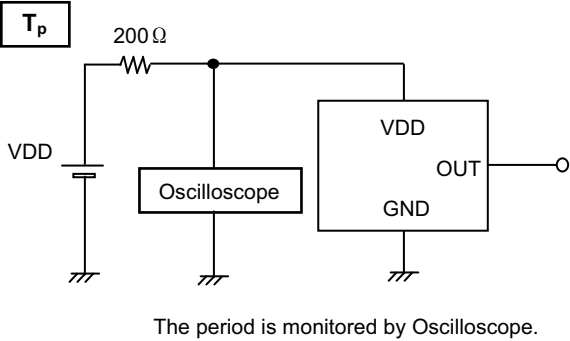 Tp
200Ω
VDD
VDD
OUT
Oscilloscope
GND
The period is monitored by Oscilloscope.